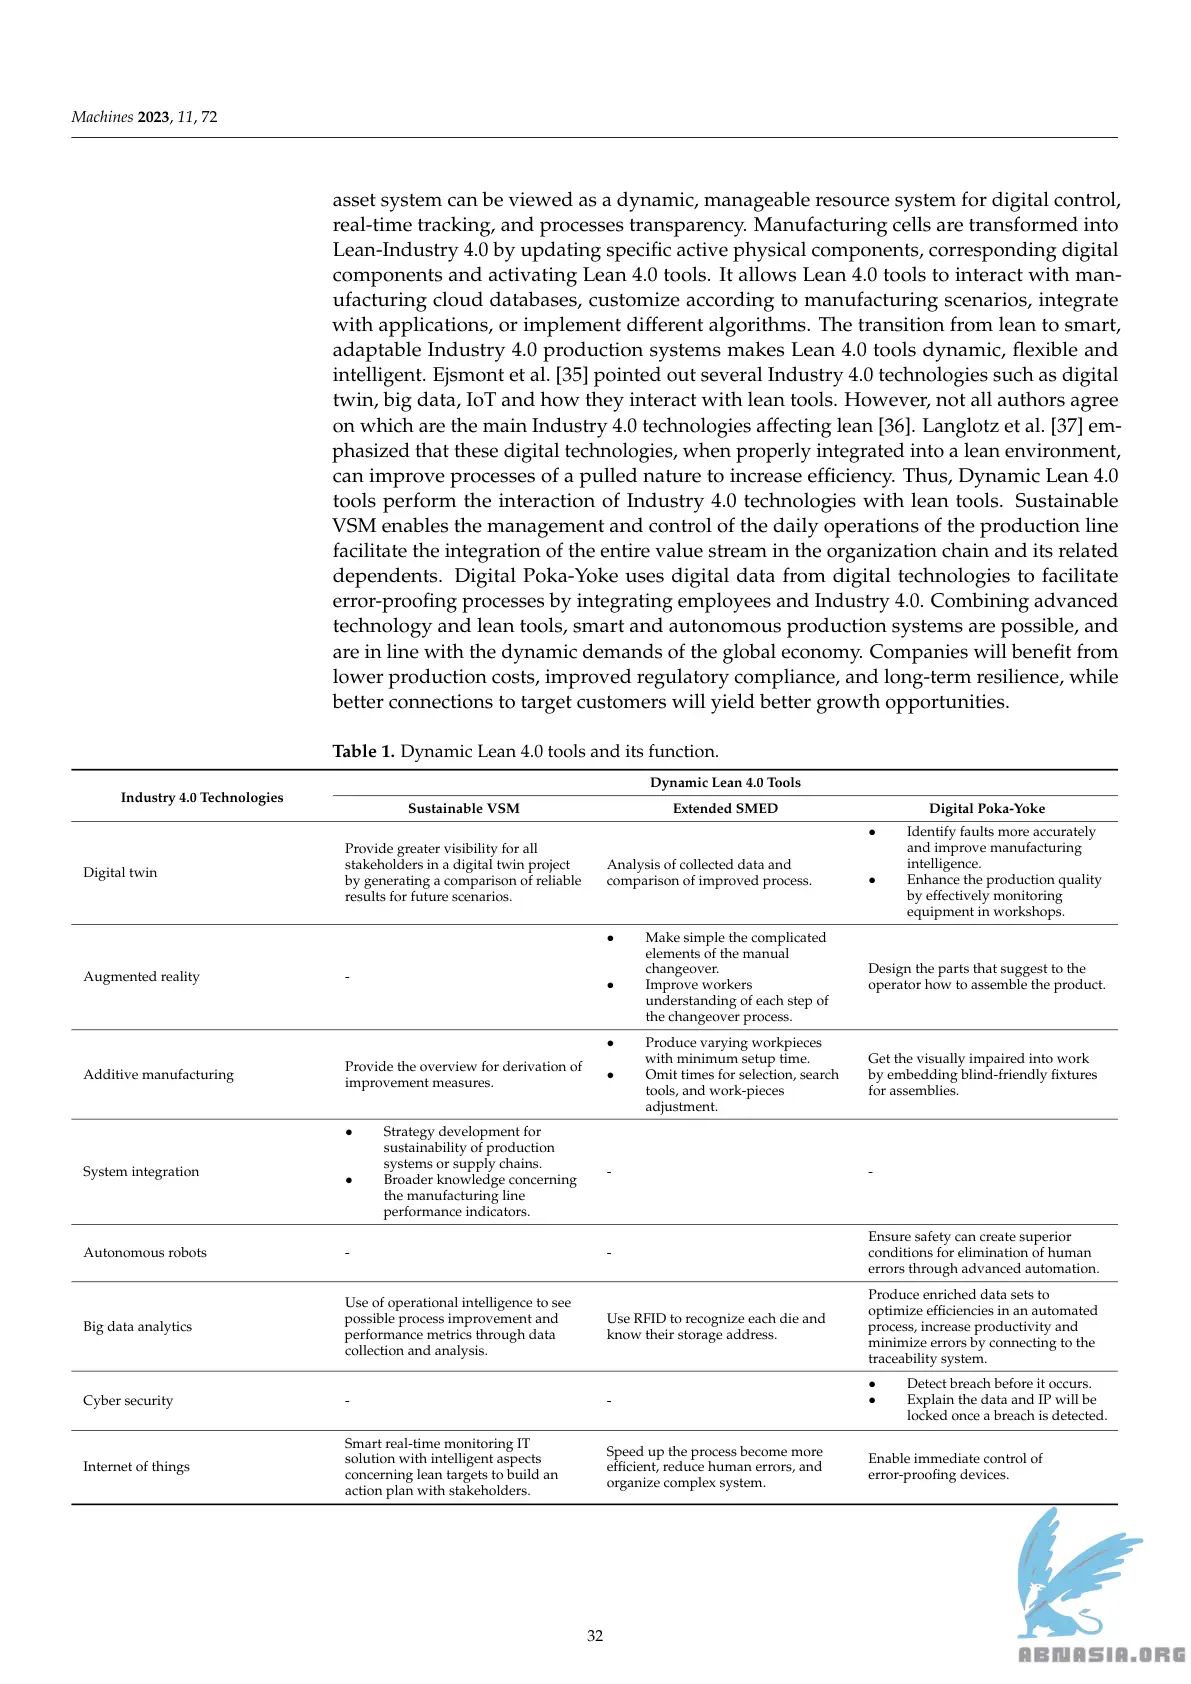 Machines 2023, 11, 72
asset system can be viewed as a dynamic, manageable resource system for digital control,
real-time tracking, and processes transparency. Manufacturing cells are transformed into
Lean-Industry 4.0 by updating specific active physical components, corresponding digital
components and activating Lean 4.0 tools. It allows Lean 4.0 tools to interact with man-
ufacturing cloud databases, customize according to manufacturing scenarios, integrate
with applications, or implement different algorithms. The transition from lean to smart,
adaptable Industry 4.0 production systems makes Lean 4.0 tools dynamic, flexible and
intelligent. Ejsmont et al. [35] pointed out several Industry 4.0 technologies such as digital
twin, big data, IoT and how they interact with lean tools. However, not all authors agree
on which are the main Industry 4.0 technologies affecting lean [36]. Langlotz et al. [37] em-
phasized that these digital technologies, when properly integrated into a lean environment,
can improve processes of a pulled nature to increase efficiency. Thus, Dynamic Lean 4.0
tools perform the interaction of Industry 4.0 technologies with lean tools. Sustainable
VSM enables the management and control of the daily operations of the production line
facilitate the integration of the entire value stream in the organization chain and its related
dependents. Digital Poka-Yoke uses digital data from digital technologies to facilitate
error-proofing processes by integrating employees and Industry 4.0. Combining advanced
technology and lean tools, smart and autonomous production systems are possible, and
are in line with the dynamic demands of the global economy. Companies will benefit from
lower production costs, improved regulatory compliance, and long-term resilience, while
better connections to target customers will yield better growth opportunities.
Table 1. Dynamic Lean 4.0 tools and its function.
Industry 4.0 Technologies
Dynamic Lean 4.0 Tools
Sustainable VSM
Extended SMED
Digital Poka-Yoke
Digital twin
Provide greater visibility for all
stakeholders in a digital twin project
by generating a comparison of reliable
results for future scenarios.
Analysis of collected data and
comparison of improved process.
● Identify faults more accurately
and improve manufacturing
intelligence.
● Enhance the production quality
by effectively monitoring
equipment in workshops.
Augmented reality
-
● Make simple the complicated
elements of the manual
changeover.
● Improve workers
understanding of each step of
the changeover process.
Design the parts that suggest to the
operator how to assemble the product.
Additive manufacturing
Provide the overview for derivation of
improvement measures.
● Produce varying workpieces
with minimum setup time.
● Omit times for selection, search
tools, and work-pieces
adjustment.
Get the visually impaired into work
by embedding blind-friendly fixtures
for assemblies.
System integration
● Strategy development for
sustainability of production
systems or supply chains.
● Broader knowledge concerning
the manufacturing line
performance indicators.
-
-
Autonomous robots
-
-
Ensure safety can create superior
conditions for elimination of human
errors through advanced automation.
Big data analytics
Use of operational intelligence to see
possible process improvement and
performance metrics through data
collection and analysis.
Use RFID to recognize each die and
know their storage address.
Produce enriched data sets to
optimize efficiencies in an automated
process, increase productivity and
minimize errors by connecting to the
traceability system.
Cyber security
-
-
● Detect breach before it occurs.
● Explain the data and IP will be
locked once a breach is detected.
Internet of things
Smart real-time monitoring IT
solution with intelligent aspects
concerning lean targets to build an
action plan with stakeholders.
Speed up the process become more
efficient, reduce human errors, and
organize complex system.
Enable immediate control of
error-proofing devices.
32
ABNASIA.ORG